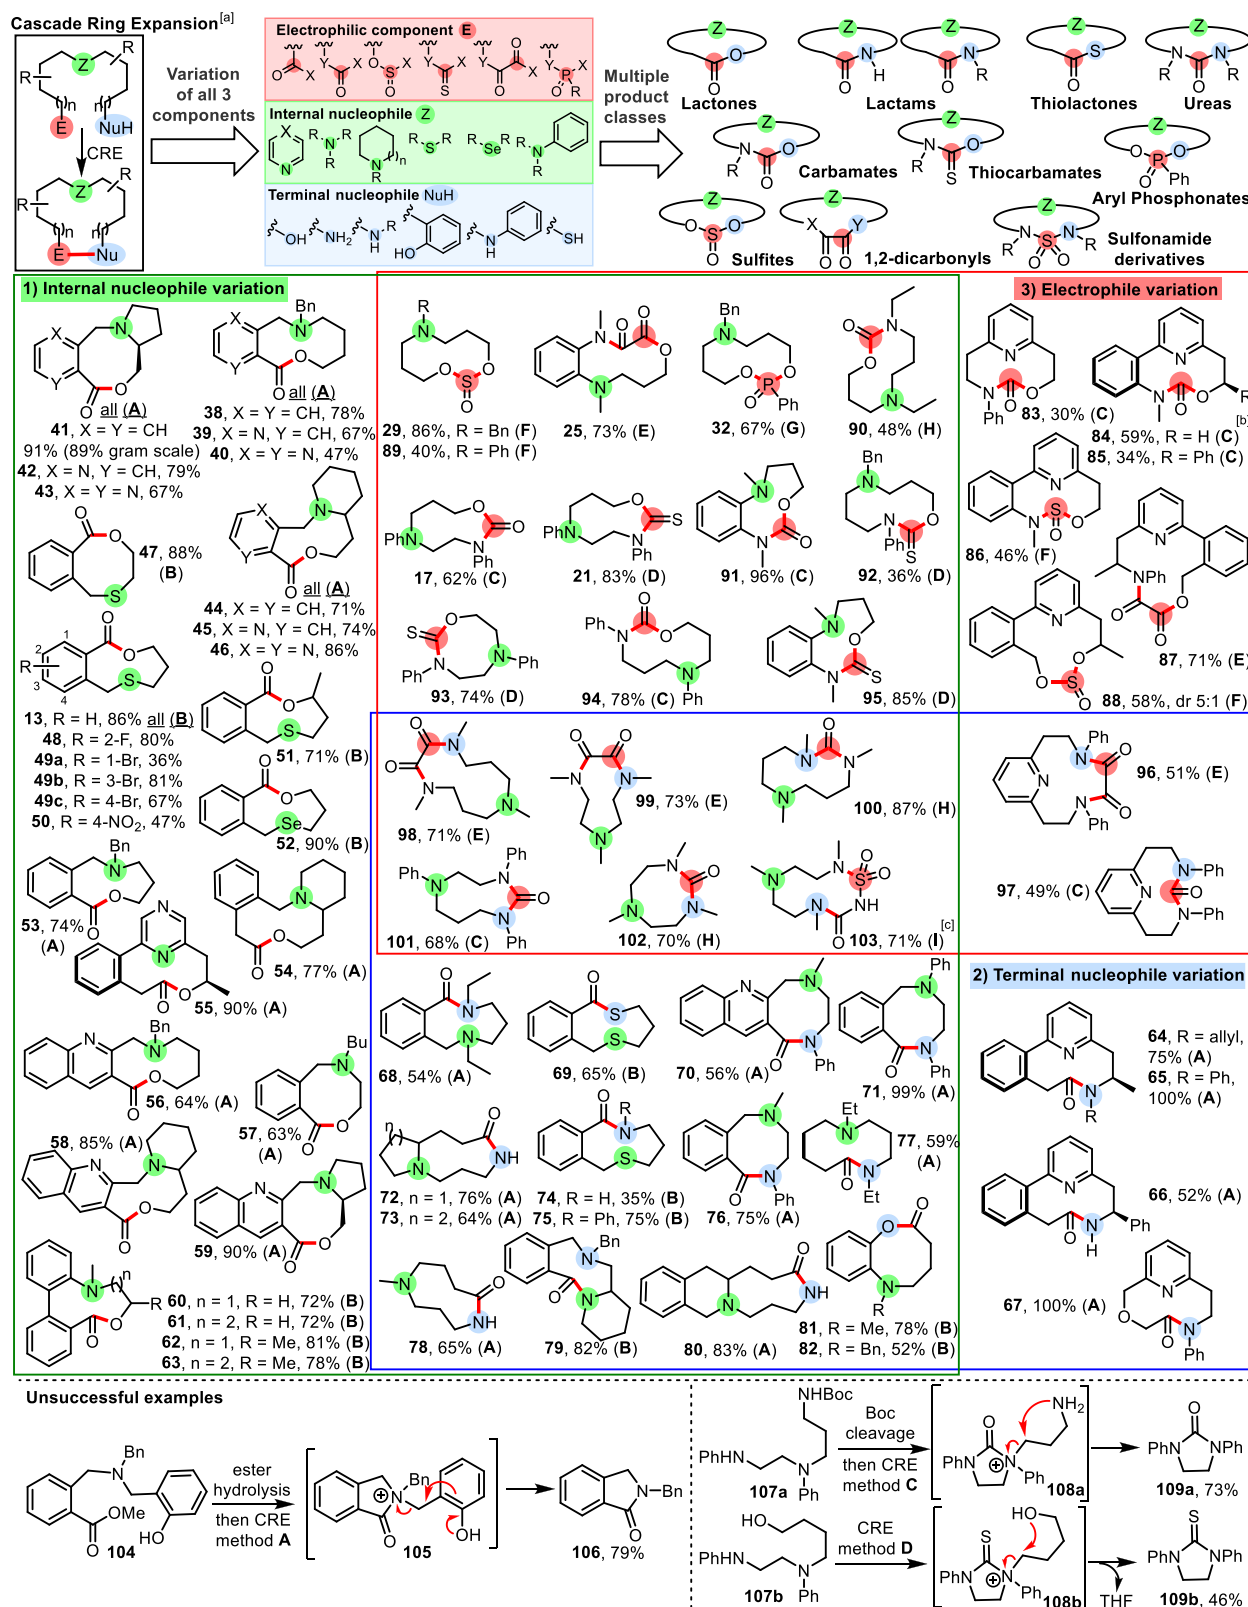 Cascade Ring Expansion[a]
Variation
of all 3
components
Electrophilic component E
Internal nucleophile Z
Terminal nucleophile NuH
Multiple
product
classes
CRE
Lactones
Lactams
Thiolactones
Ureas
Carbamates
Thiocarbamates
Aryl Phosphonates
Sulfites
1,2-dicarbonyls
Sulfonamide
derivatives
1) Internal nucleophile variation
all (A)
41, X = Y = CH
91% (89% gram scale)
42, X = N, Y = CH, 79%
43, X = Y = N, 67%
all (A)
38, X = Y = CH, 78%
39, X = N, Y = CH, 67%
40, X = Y = N, 47%
47, 88%
(B)
all (A)
44, X = Y = CH, 71%
45, X = N, Y = CH, 74%
46, X = Y = N, 86%
13, R = H, 86% all (B)
48, R = 2-F, 80%
49a, R = 1-Br, 36%
49b, R = 3-Br, 81%
49c, R = 4-Br, 67%
50, R = 4-NO2, 47%
51, 71% (B)
52, 90% (B)
53, 74%
(A)
54, 77% (A)
55, 90% (A)
56, 64% (A)
57, 63%
(A)
58, 85% (A)
59, 90% (A)
60, n = 1, R = H, 72% (B)
61, n = 2, R = H, 72% (B)
62, n = 1, R = Me, 81% (B)
63, n = 2, R = Me, 78% (B)
3) Electrophile variation
29, 86%, R = Bn (F)
89, 40%, R = Ph (F)
25, 73% (E)
32, 67% (G)
90, 48% (H)
83, 30% (C)
[b]
84, 59%, R = H (C)
85, 34%, R = Ph (C)
17, 62% (C)
21, 83% (D)
91, 96% (C)
92, 36% (D)
86, 46% (F)
87, 71% (E)
93, 74% (D)
94, 78% (C)
95, 85% (D)
88, 58%, dr 5:1 (F)
98, 71% (E)
99, 73% (E)
100, 87% (H)
96, 51% (E)
101, 68% (C)
102, 70% (H)
103, 71% (I)[c]
97, 49% (C)
2) Terminal nucleophile variation
68, 54% (A)
69, 65% (B)
70, 56% (A)
71, 99% (A)
64, R = allyl,
75% (A)
65, R = Ph,
100% (A)
72, n = 1, 76% (A)
73, n = 2, 64% (A)
74, R = H, 35% (B)
75, R = Ph, 75% (B)
76, 75% (A)
77, 59%
(A)
66, 52% (A)
78, 65% (A)
79, 82% (B)
80, 83% (A)
81, R = Me, 78% (B)
82, R = Bn, 52% (B)
67, 100% (A)
Unsuccessful examples
104
ester
hydrolysis
then CRE
method A
105
106, 79%
107a
Boc
cleavage
then CRE
method C
108a
109a, 73%
107b
CRE
method D
108b
THF
109b, 46%